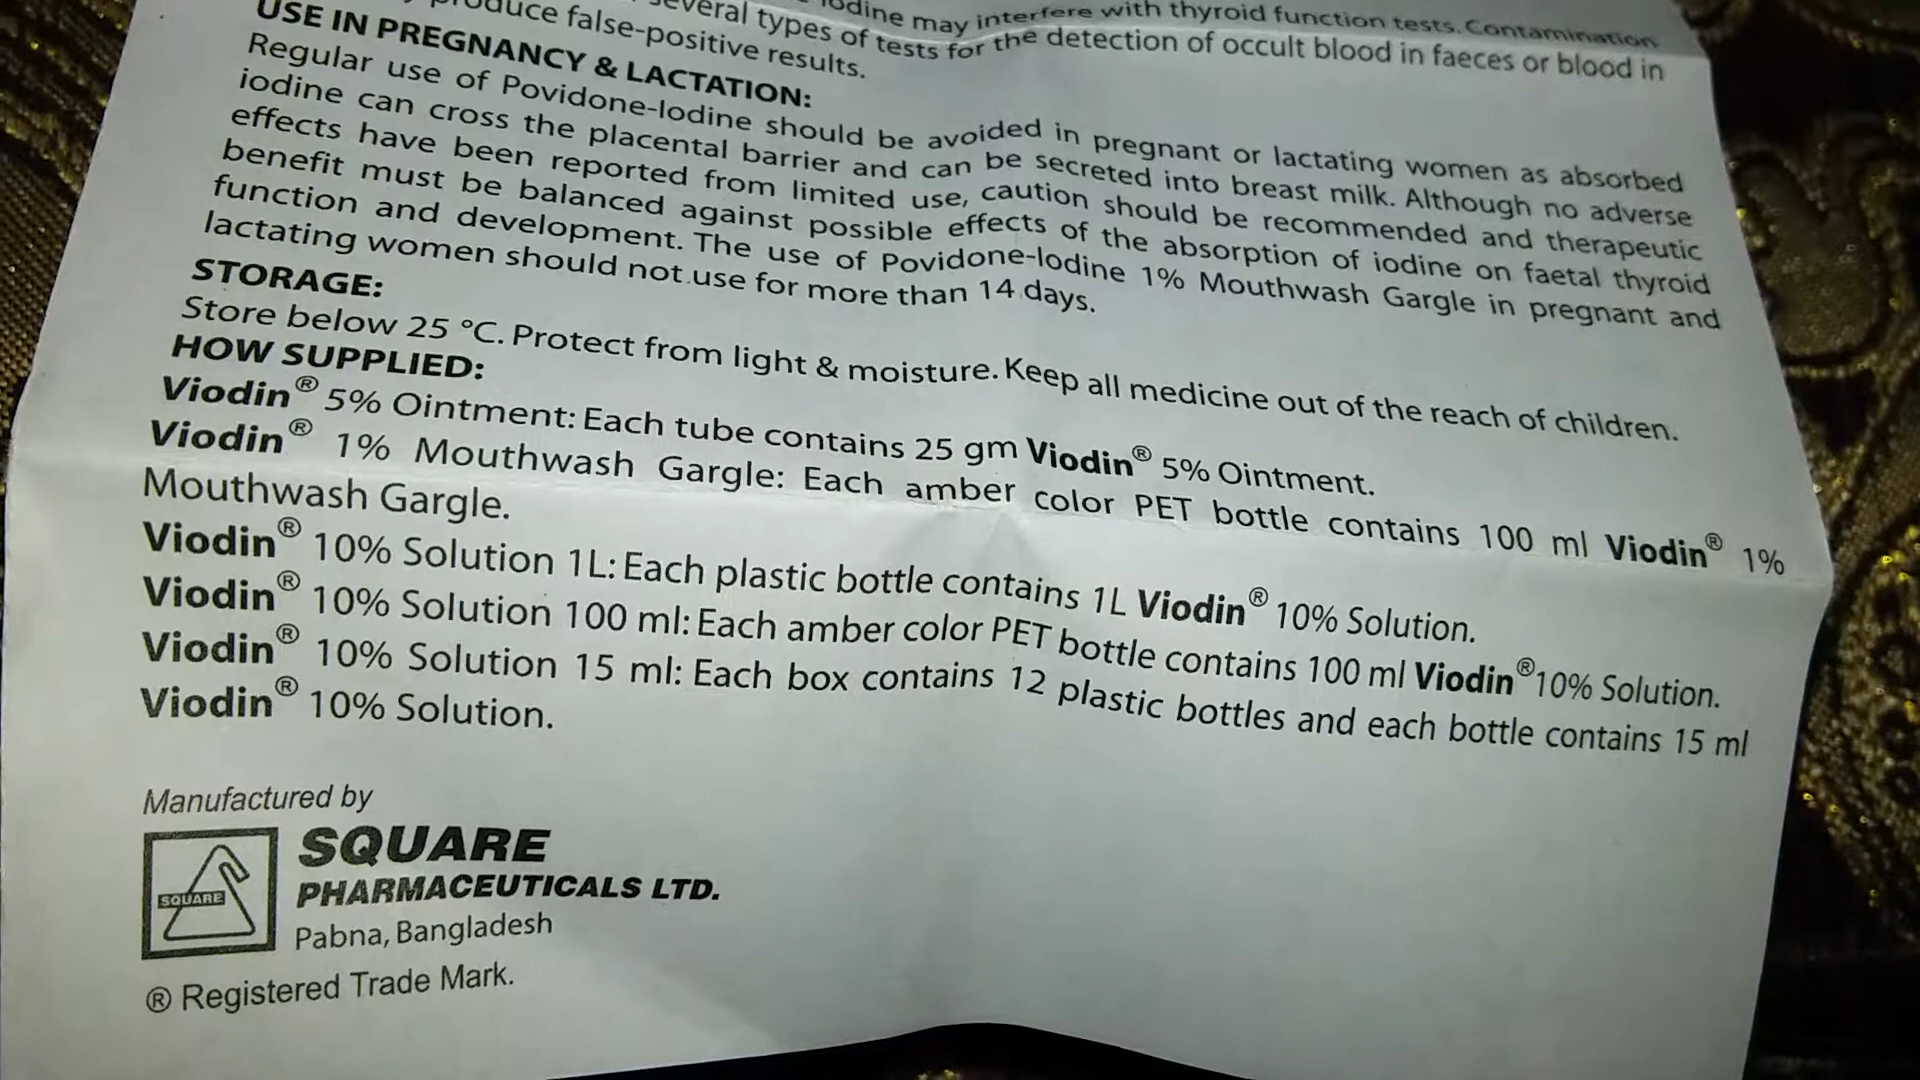 odine may interfere with thyroid function tests. Contamination
several types of tests for the detection of occult blood in faeces or blood in
produce false-positive results.
USE IN PREGNANCY & LACTATION:
Regular use of Povidone-Iodine should be avoided in pregnant or lactating women as absorbed
iodine can cross the placental barrier and can be secreted into breast milk. Although no adverse
effects have been reported from limited use, caution should be recommended and therapeutic
benefit must be balanced against possible effects of the absorption of iodine on faetal thyroid
function and development. The use of Povidone-Iodine 1% Mouthwash Gargle in pregnant and
lactating women should not use for more than 14 days.
STORAGE:
Store below 25 °C. Protect from light & moisture. Keep all medicine out of the reach of children.
HOW SUPPLIED:
Viodin® 5% Ointment: Each tube contains 25 gm Viodin® 5% Ointment.
Viodin® 1% Mouthwash Gargle: Each amber color PET bottle contains 100 ml Viodin® 1%
Mouthwash Gargle.
Viodin® 10% Solution 1L: Each plastic bottle contains 1L Viodin® 10% Solution.
Viodin® 10% Solution 100 ml: Each amber color PET bottle contains 100 ml Viodin® 10% Solution.
Viodin® 10% Solution 15 ml: Each box contains 12 plastic bottles and each bottle contains 15 ml
Viodin® 10% Solution.
Manufactured by
SQUARE
SQUARE
PHARMACEUTICALS LTD.
Pabna, Bangladesh
® Registered Trade Mark.